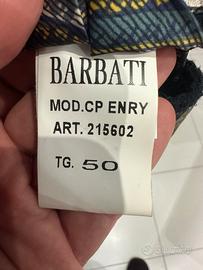 BARBATI
MOD.CP ENRY
ART. 215602
TG. 50